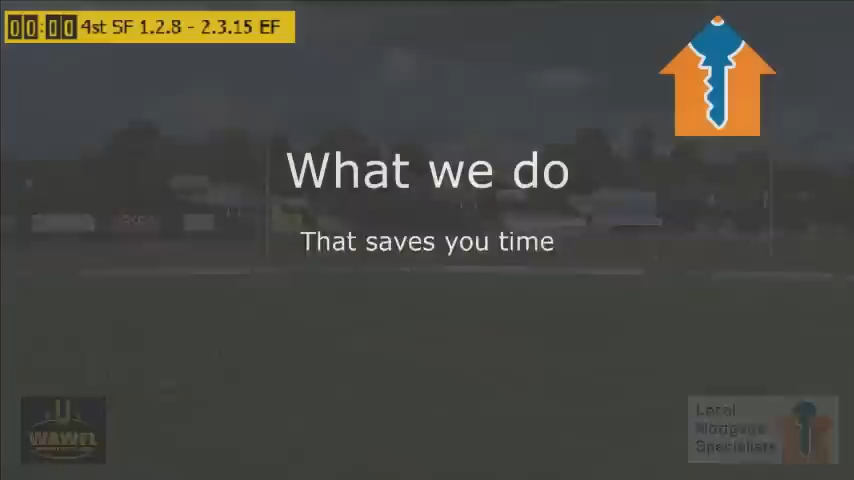 00:00 4st SF 1.2.8 - 2.3.15 EF
What we do
That saves you time
WAWFL
Local
Mortgage
Specialists